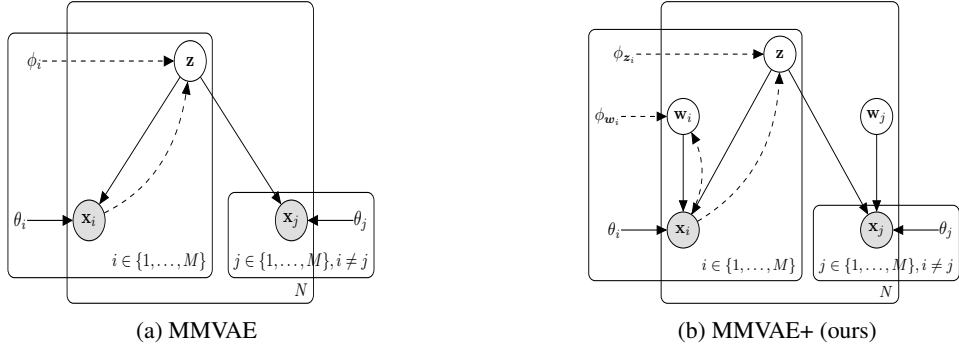 ϕ_i z
x_i x_j
θ_i θ_j
i ∈ {1, . . . , M} j ∈ {1, . . . , M}, i ≠ j
N
(a) MMVAE
ϕ_{z_i} z
ϕ_{w_i} w_i w_j
θ_i x_i x_j θ_j
i ∈ {1, . . . , M} j ∈ {1, . . . , M}, i ≠ j
N
(b) MMVAE+ (ours)